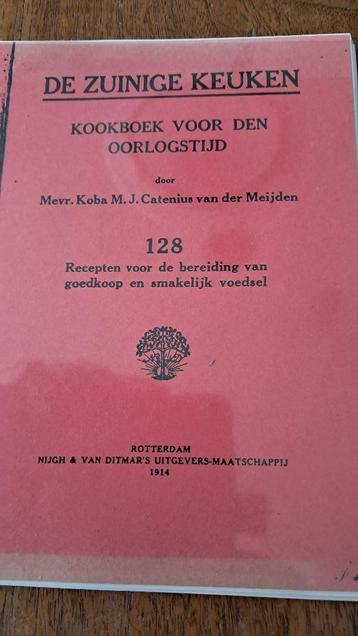 DE ZUINIGE KEUKEN
KOOKBOEK VOOR DEN
OORLOGSTIJD
door
Mevr. Koba M. J. Catenius van der Meijden
128
Recepten voor de bereiding van
goedkoop en smakelijk voedsel
ROTTERDAM
NIJGH & VAN DITMAR'S UITGEVERS-MAATSCHAPPIJ
1914